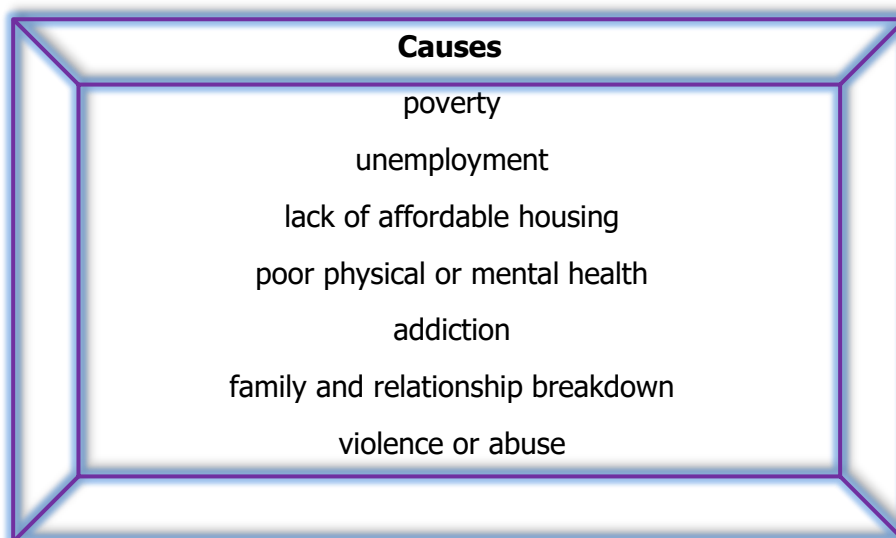 Causes
poverty
unemployment
lack of affordable housing
poor physical or mental health
addiction
family and relationship breakdown
violence or abuse